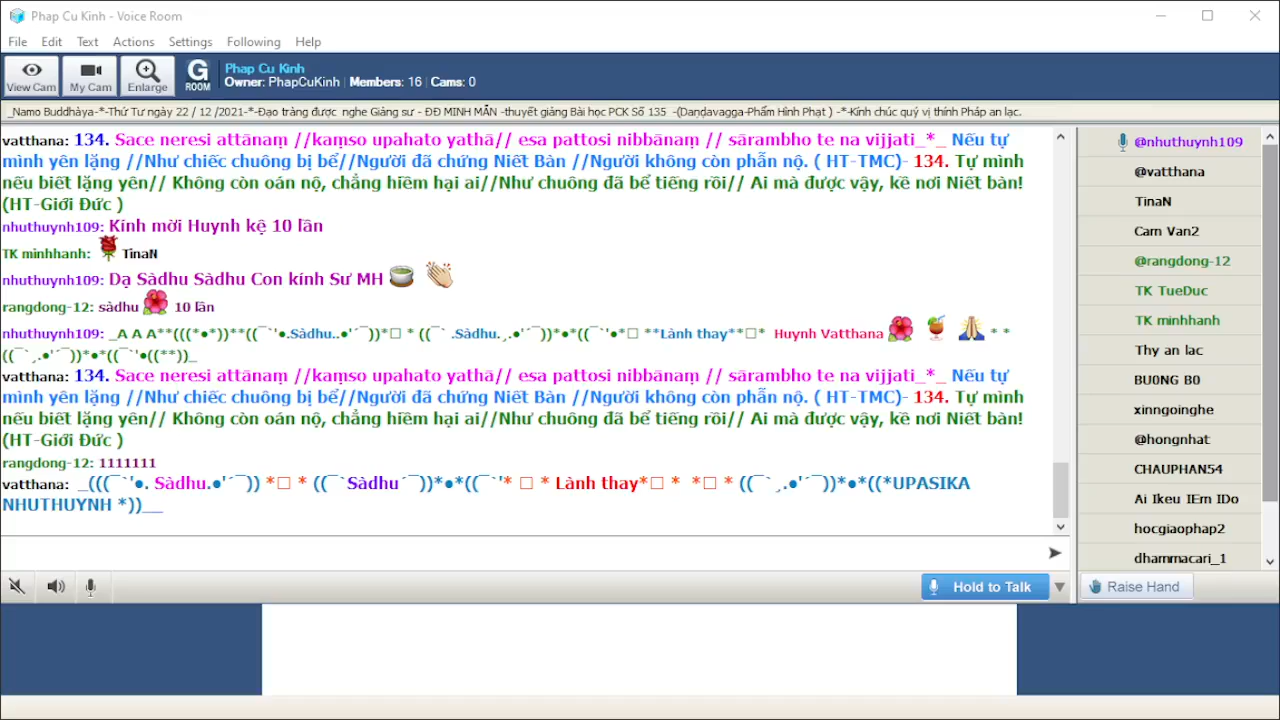 Phap Cu Kinh - Voice Room
File Edit Text Actions Settings Following Help
View Cam My Cam Enlarge G ROOM Phap Cu Kinh
Owner: PhapCuKinh Members: 16 Cams: 0
_Namo Buddhàya-*-Thứ Tư ngày 22 / 12 /2021-*-Đạo tràng được nghe Giảng sư - ĐĐ MINH MẪN -thuyết giảng Bài học PCK Số 135 -(Daṇḍavagga-Phẩm Hình Phạt ) -*-Kính chúc quý vị thính Pháp an lạc.
vatthana: 134. Sace neresi attānaṃ //kaṃso upahato yathā// esa pattosi nibbānaṃ // sārambho te na vijjati_*_ Nếu tự
mình yên lặng //Như chiếc chuông bị bể//Người đã chứng Niết Bàn //Người không còn phẫn nộ. ( HT-TMC)- 134. Tự mình
nếu biết lặng yên// Không còn oán nộ, chẳng hiềm hại ai//Như chuông đã bể tiếng rồi// Ai mà được vậy, kề nơi Niết bàn!
(HT-Giới Đức )
nhuthuynh109: Kính mời Huynh kệ 10 lần
TK minhhanh: TinaN
nhuthuynh109: Dạ Sàdhu Sàdhu Con kính Sư MH
rangdong-12: sàdhu 10 lần
nhuthuynh109: _A A A**(((*●*))**((¯`'●.Sàdhu..●'´¯))*□ * ((¯` .Sàdhu.¸.●'´¯))*●*((¯`'●*□ **Lành thay**□* Huynh Vatthana * *
((¯`¸.●'´¯))*●*((¯`'●((**))_
vatthana: 134. Sace neresi attānaṃ //kaṃso upahato yathā// esa pattosi nibbānaṃ // sārambho te na vijjati_*_ Nếu tự
mình yên lặng //Như chiếc chuông bị bể//Người đã chứng Niết Bàn //Người không còn phẫn nộ. ( HT-TMC)- 134. Tự mình
nếu biết lặng yên// Không còn oán nộ, chẳng hiềm hại ai//Như chuông đã bể tiếng rồi// Ai mà được vậy, kề nơi Niết bàn!
(HT-Giới Đức )
rangdong-12: 1111111
vatthana: _(((¯`'●. Sàdhu.●'´¯)) *□ * ((¯`Sàdhu´¯))*●*((¯`'* □ * Lành thay*□ * *□ * ((¯`¸.●'´¯))*●*((*UPASIKA
NHUTHUYNH *))__
@nhuthuynh109
@vatthana
TinaN
Cam Van2
@rangdong-12
TK TueDuc
TK minhhanh
Thy an lac
BU0NG B0
xinngoinghe
@hongnhat
CHAUPHAN54
Ai Ikeu IErn IDo
hocgiaophap2
dhammacari_1
Hold to Talk
Raise Hand